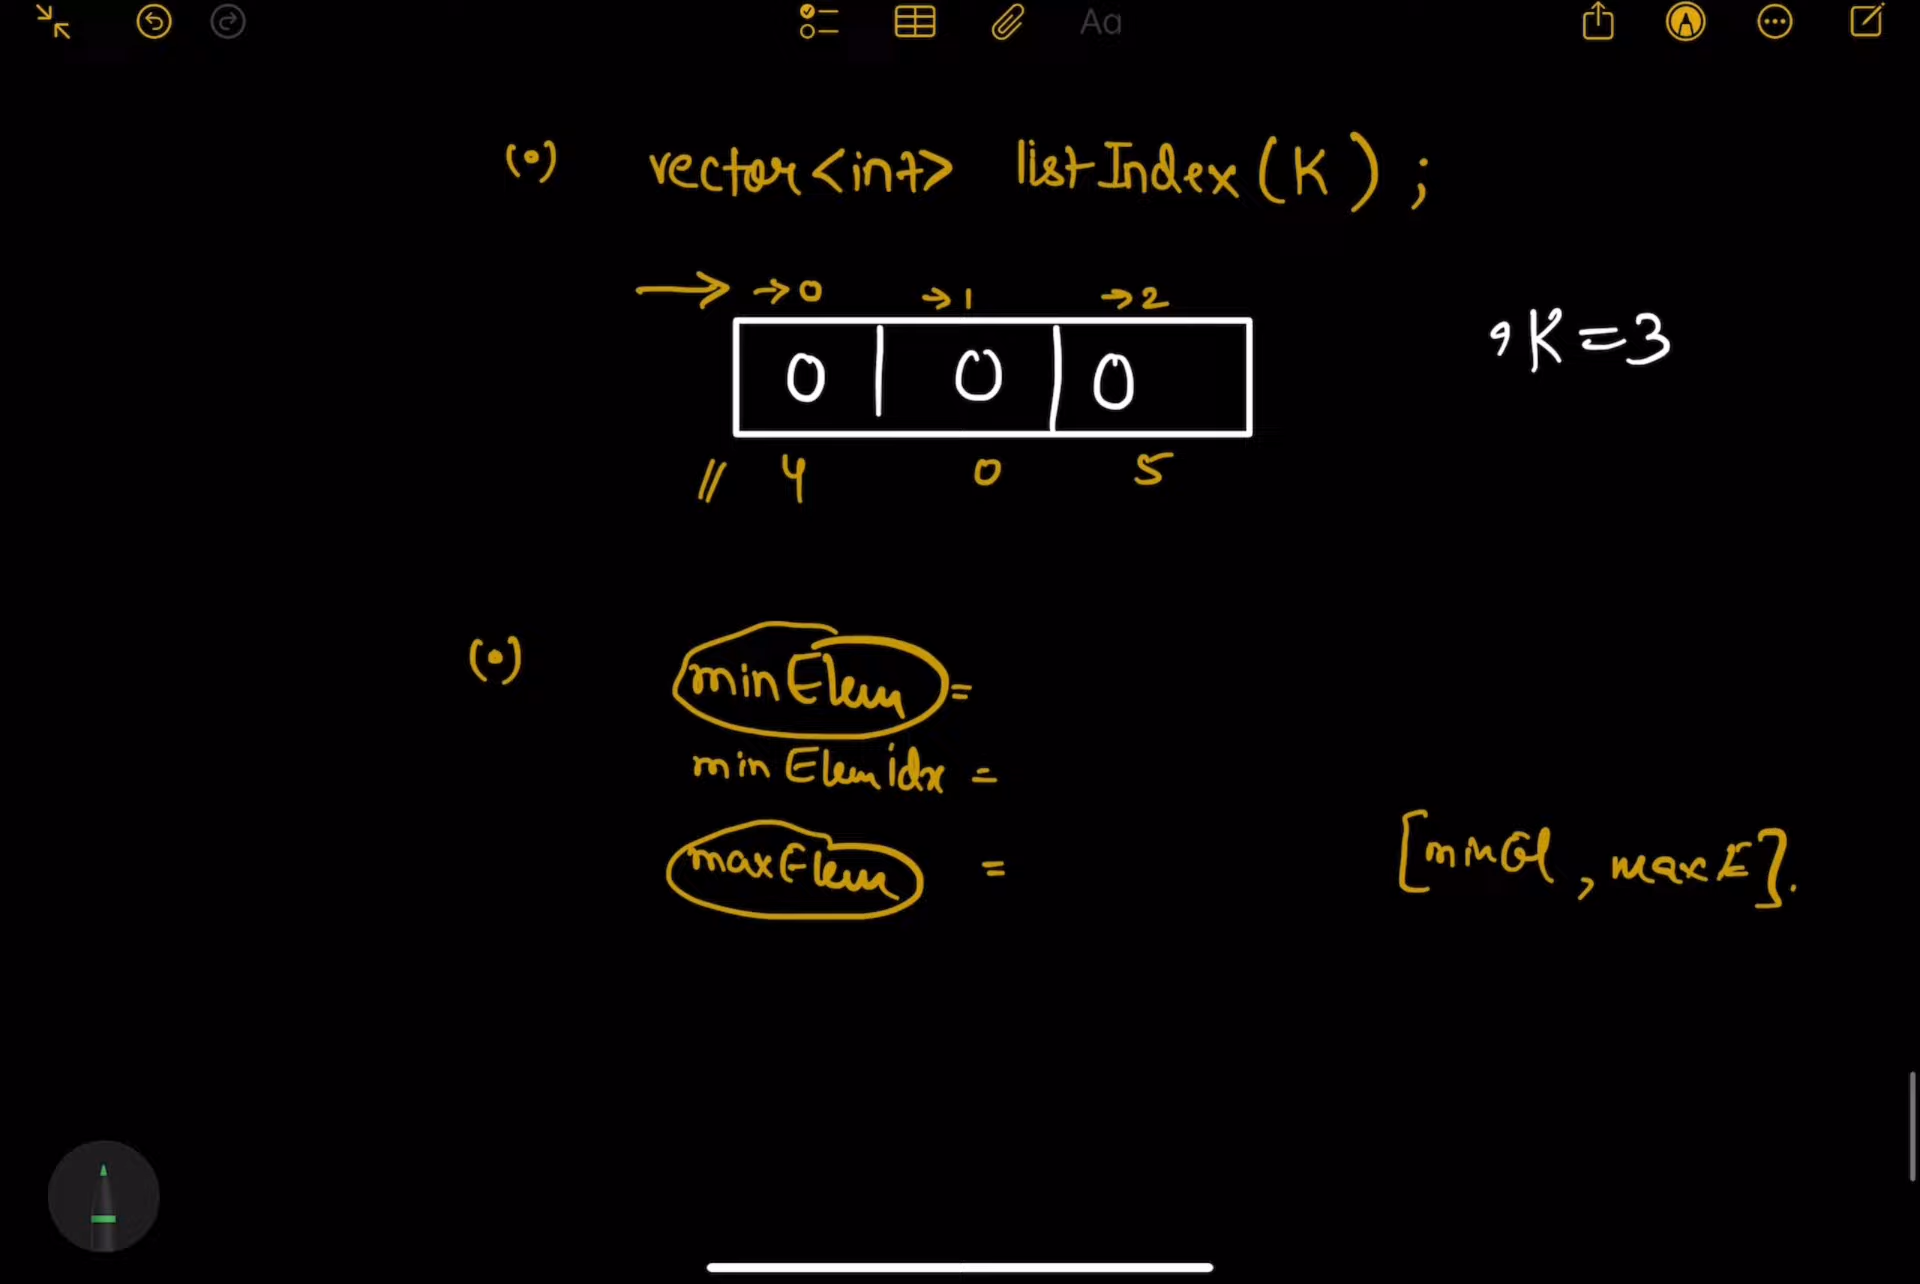 Aa
(•) vector<int> listIndex(K);
→ →0 →1 →2
0 | 0 | 0
, K=3
// 4 0 5
(•) minElem =
minElemidx =
maxElem =
[minEl, maxE].